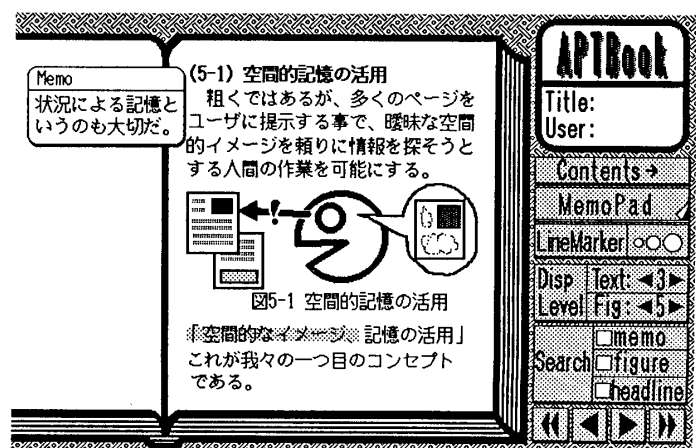 Memo
状況による記憶と
いうのも大切だ。
(5-1) 空間的記憶の活用
粗くではあるが、多くのページを
ユーザに提示する事で、曖昧な空間
的イメージを頼りに情報を探そうと
する人間の作業を可能にする。
!
図5-1 空間的記憶の活用
「空間的なイメージ、記憶の活用」
これが我々の一つ目のコンセプト
である。
APTBook
Title:
User:
Contents→
MemoPad
LineMarker
Disp Level
Text: ◀3▶
Fig: ◀5▶
Search
memo
figure
headline